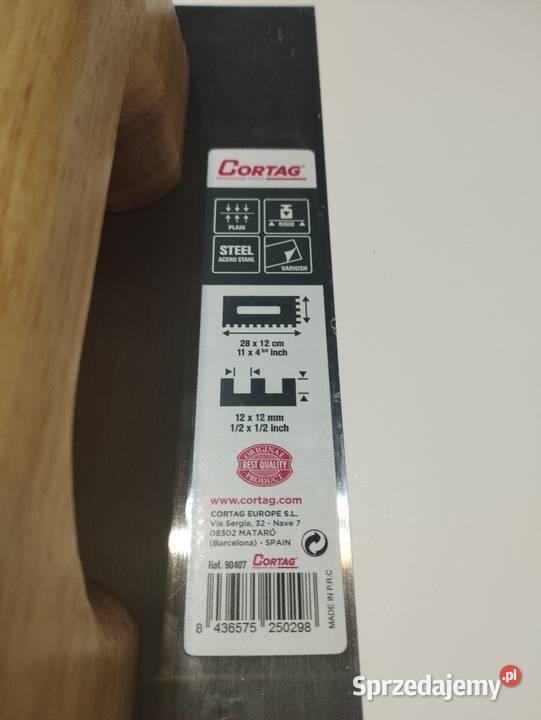 CORTAG®
PLAIN
RIGID
STEEL
ACERO STAHL
VARNISH
28 x 12 cm
11 x 4 3/4 inch
12 x 12 mm
1/2 x 1/2 inch
ORIGINAL
BEST QUALITY
PRODUCT
www.cortag.com
CORTAG EUROPE S.L.
Via Sergia, 32 - Nave 7
08302 MATARÓ
(Barcelona) - SPAIN
Ref. 90407 CORTAG®
MADE IN P.R.C
8 436575 250298
Sprzedajemy.pl